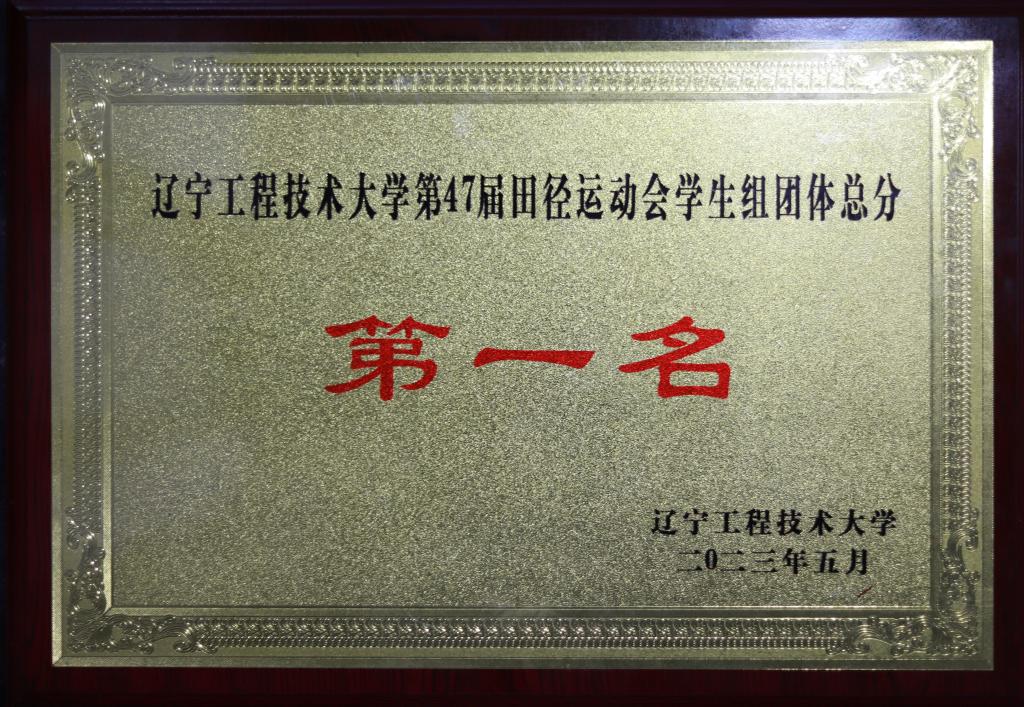 辽宁工程技术大学第47届田径运动会学生组团体总分
第一名
辽宁工程技术大学
二0二三年五月